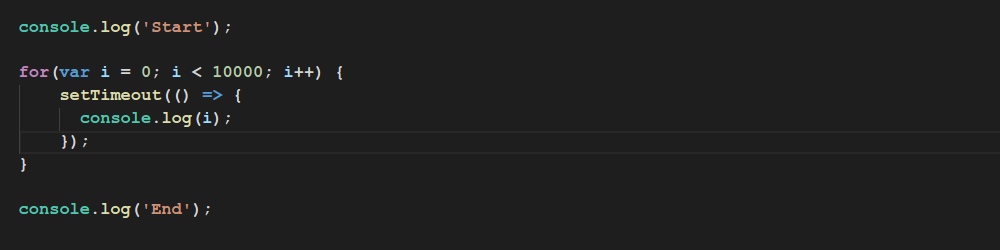 console.log('Start');
for(var i = 0; i < 10000; i++) {
setTimeout(() => {
console.log(i);
});
}
console.log('End');